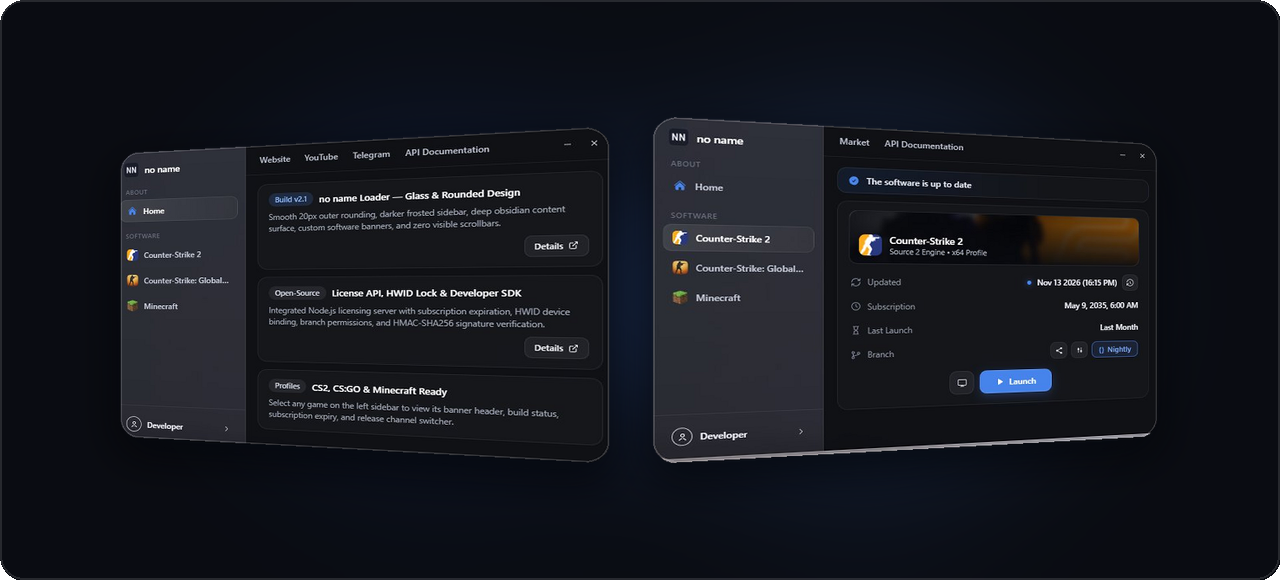 NN no name
ABOUT
Home
SOFTWARE
Counter-Strike 2
Counter-Strike: Global...
Minecraft
Developer
Website YouTube Telegram API Documentation
Build v2.1 no name Loader — Glass & Rounded Design
Smooth 20px outer rounding, darker frosted sidebar, deep obsidian content
surface, custom software banners, and zero visible scrollbars.
Details
Open-Source License API, HWID Lock & Developer SDK
Integrated Node.js licensing server with subscription expiration, HWID device
binding, branch permissions, and HMAC-SHA256 signature verification.
Details
Profiles CS2, CS:GO & Minecraft Ready
Select any game on the left sidebar to view its banner header, build status,
subscription expiry, and release channel switcher.
NN no name
ABOUT
Home
SOFTWARE
Counter-Strike 2
Counter-Strike: Global...
Minecraft
Developer
Market API Documentation
The software is up to date
Counter-Strike 2
Source 2 Engine • x64 Profile
Updated Nov 13 2026 (16:15 PM)
Subscription May 9, 2035, 6:00 AM
Last Launch Last Month
Branch Nightly
Launch